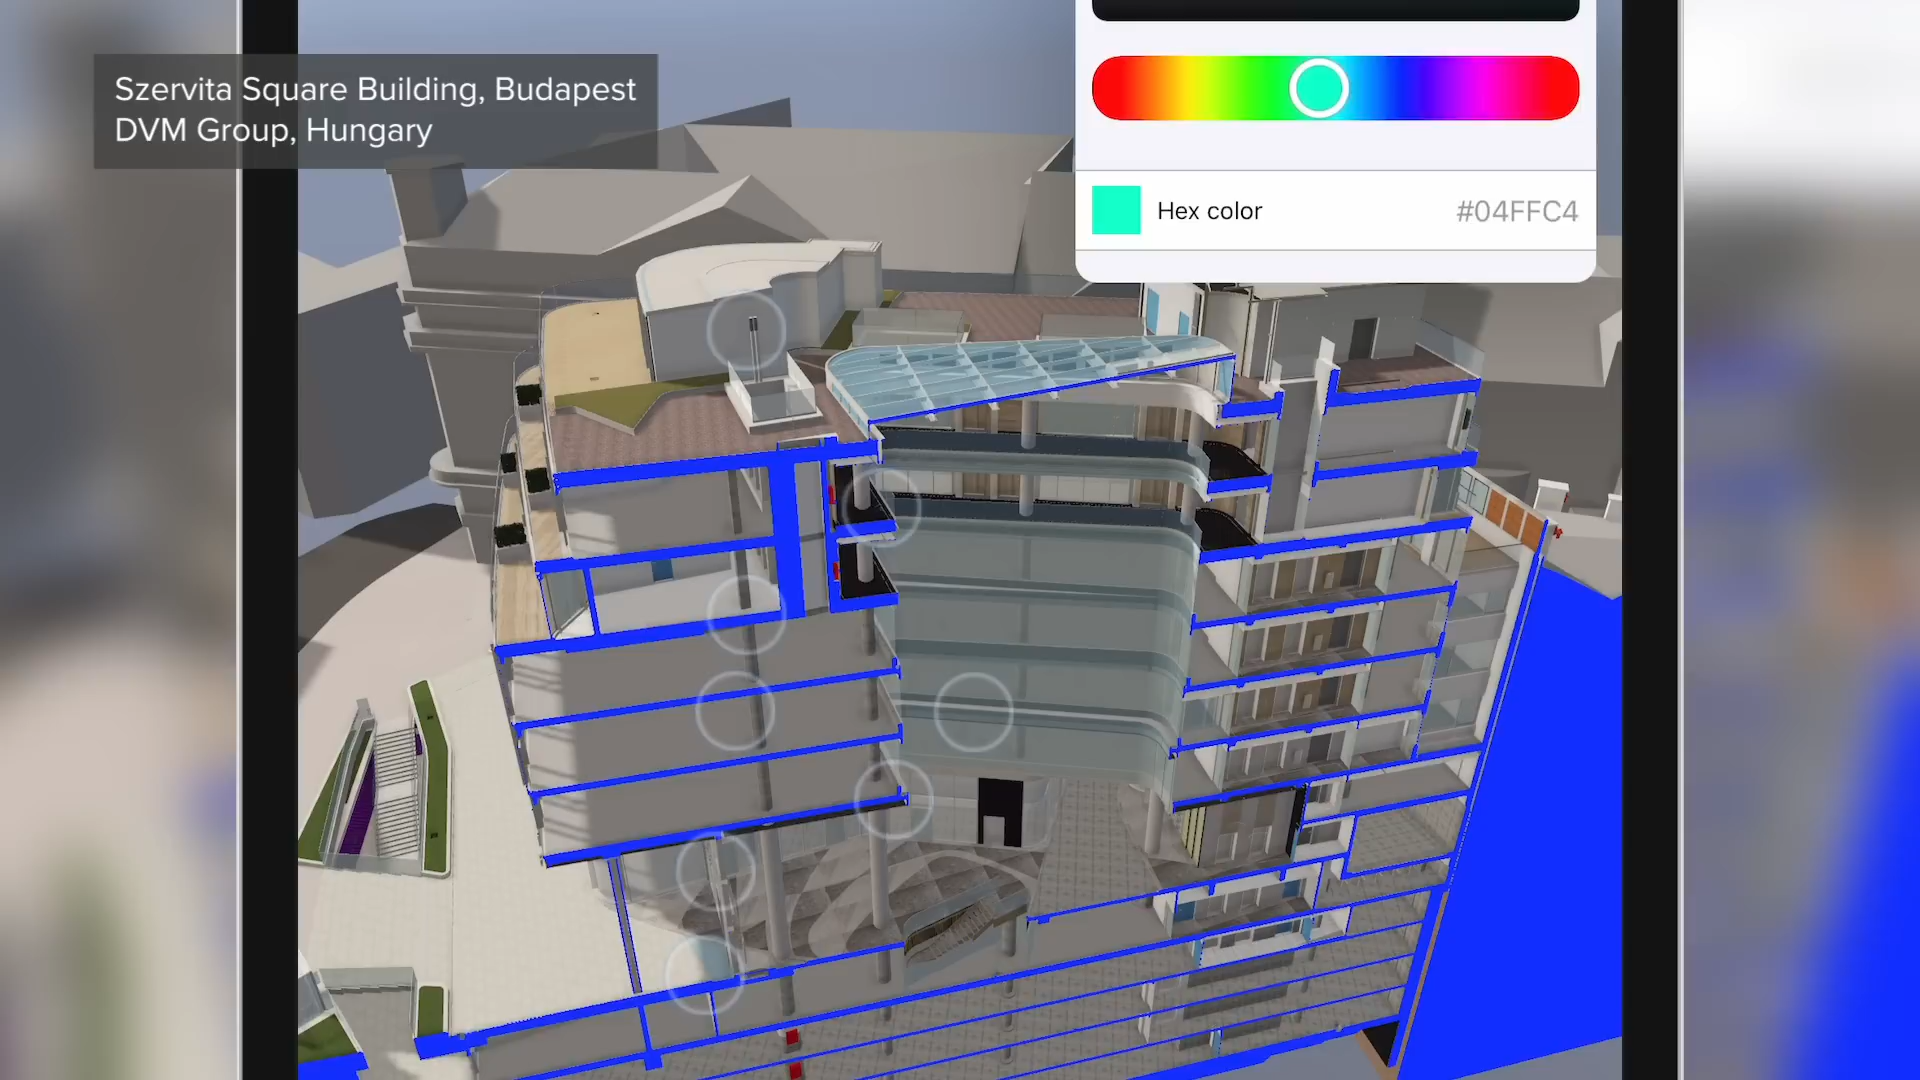 Szervita Square Building, Budapest
DVM Group, Hungary
Hex color
#04FFC4